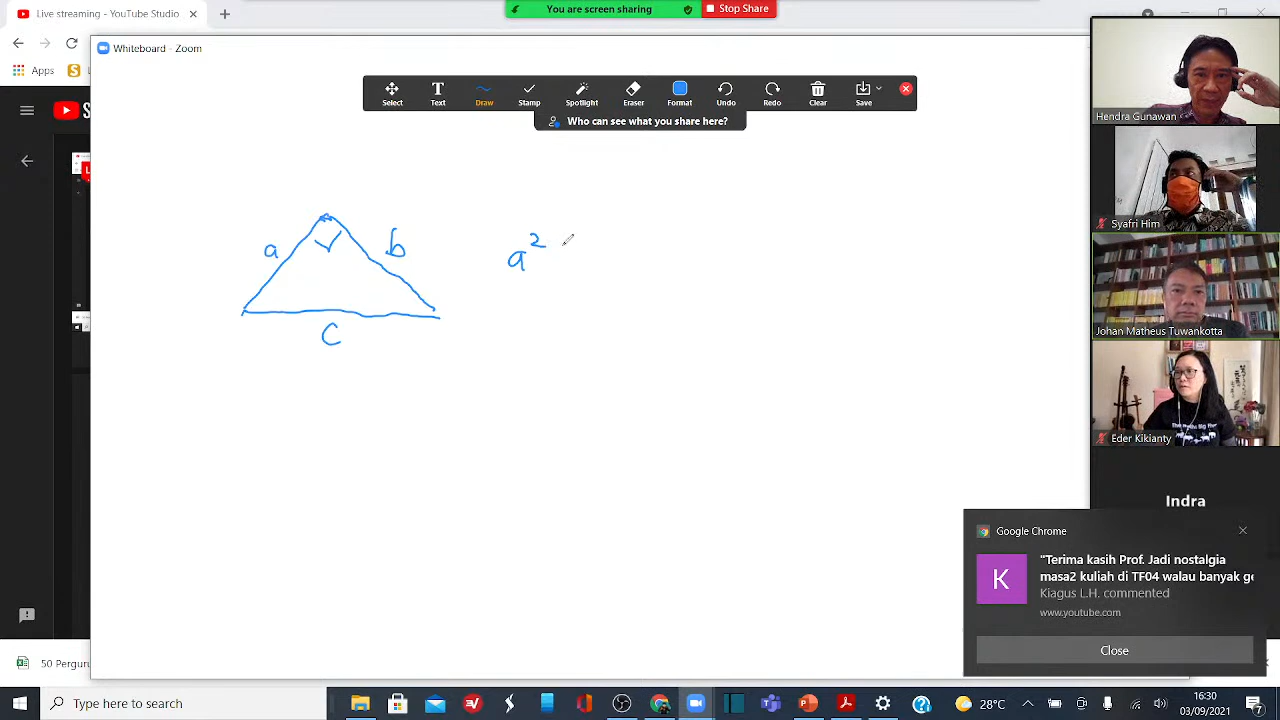 Live streaming - YouTube Studio
You are screen sharing
Stop Share
Apps
Whiteboard - Zoom
Select
Text
Draw
Stamp
Spotlight
Eraser
Format
Undo
Redo
Clear
Save
Who can see what you share here?
Hendra Gunawan
Syafri Him
Johan Matheus Tuwankotta
Eder Kikianty
Indra
a
b
c
a²
Google Chrome
K
"Terima kasih Prof. Jadi nostalgia
masa2 kuliah di TF04 walau banyak
Kiagus L.H. commented
www.youtube.com
Close
50 Perguru
Type here to search
28°C
16:30
03/09/2021